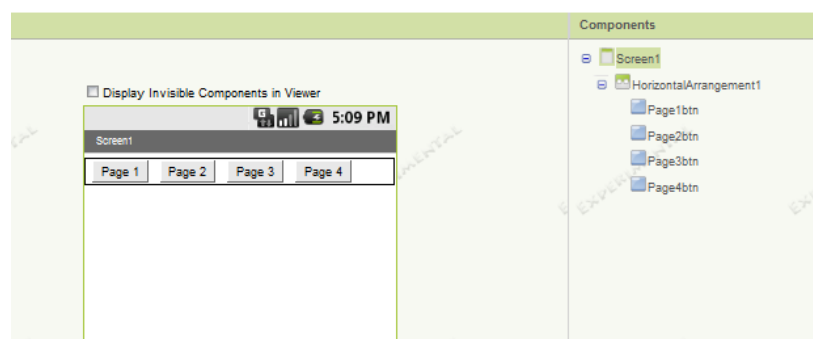 Components
Screen1
HorizontalArrangement1
Page1btn
Page2btn
Page3btn
Page4btn
Display Invisible Components in Viewer
5:09 PM
Screen1
Page 1 Page 2 Page 3 Page 4
EXPERIMENTAL